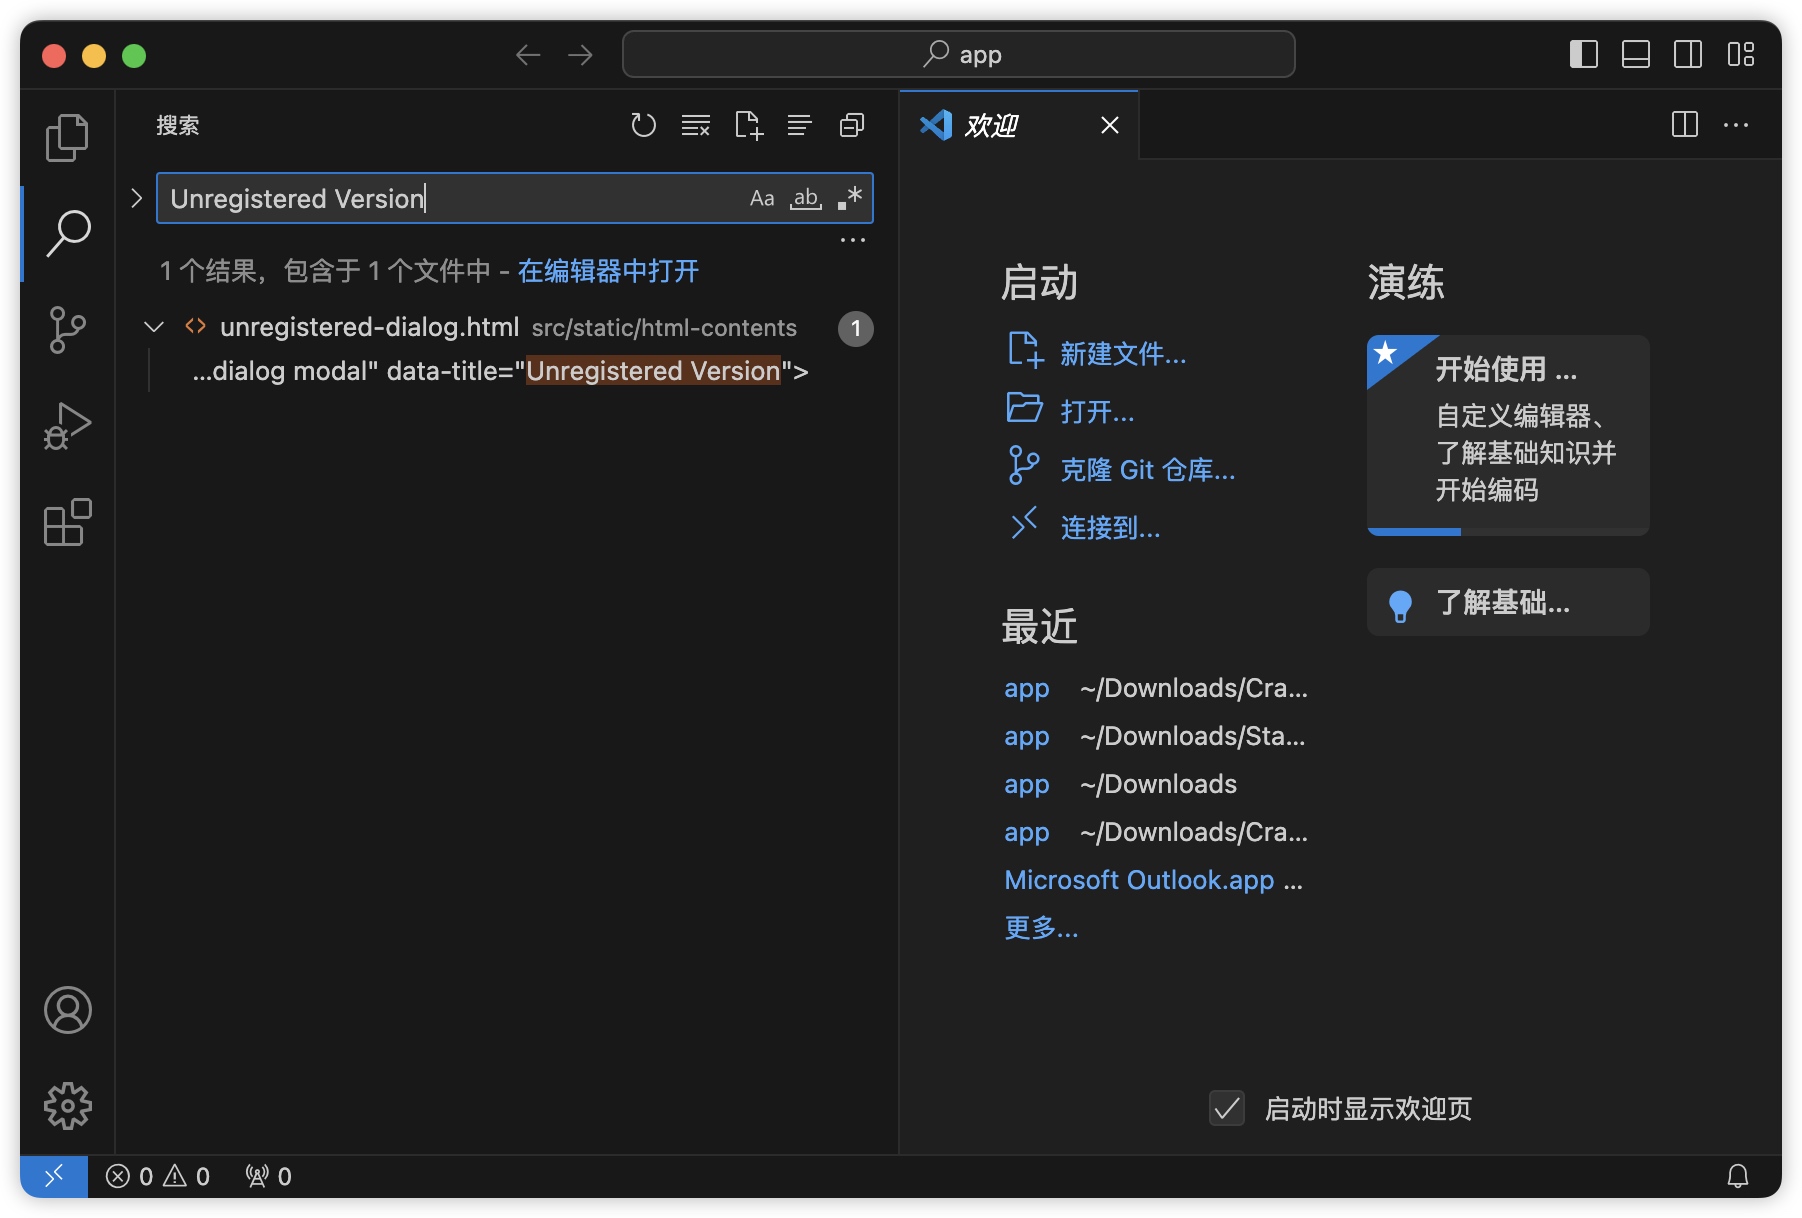 app
搜索
Unregistered Version
Aa
ab
1 个结果，包含于 1 个文件中 - 在编辑器中打开
unregistered-dialog.html src/static/html-contents 1
...dialog modal" data-title="Unregistered Version">
欢迎
启动
新建文件...
打开...
克隆 Git 仓库...
连接到...
最近
app ~/Downloads/Cra...
app ~/Downloads/Sta...
app ~/Downloads
app ~/Downloads/Cra...
Microsoft Outlook.app ...
更多...
演练
开始使用 ...
自定义编辑器、
了解基础知识并
开始编码
了解基础...
启动时显示欢迎页
0 0 0